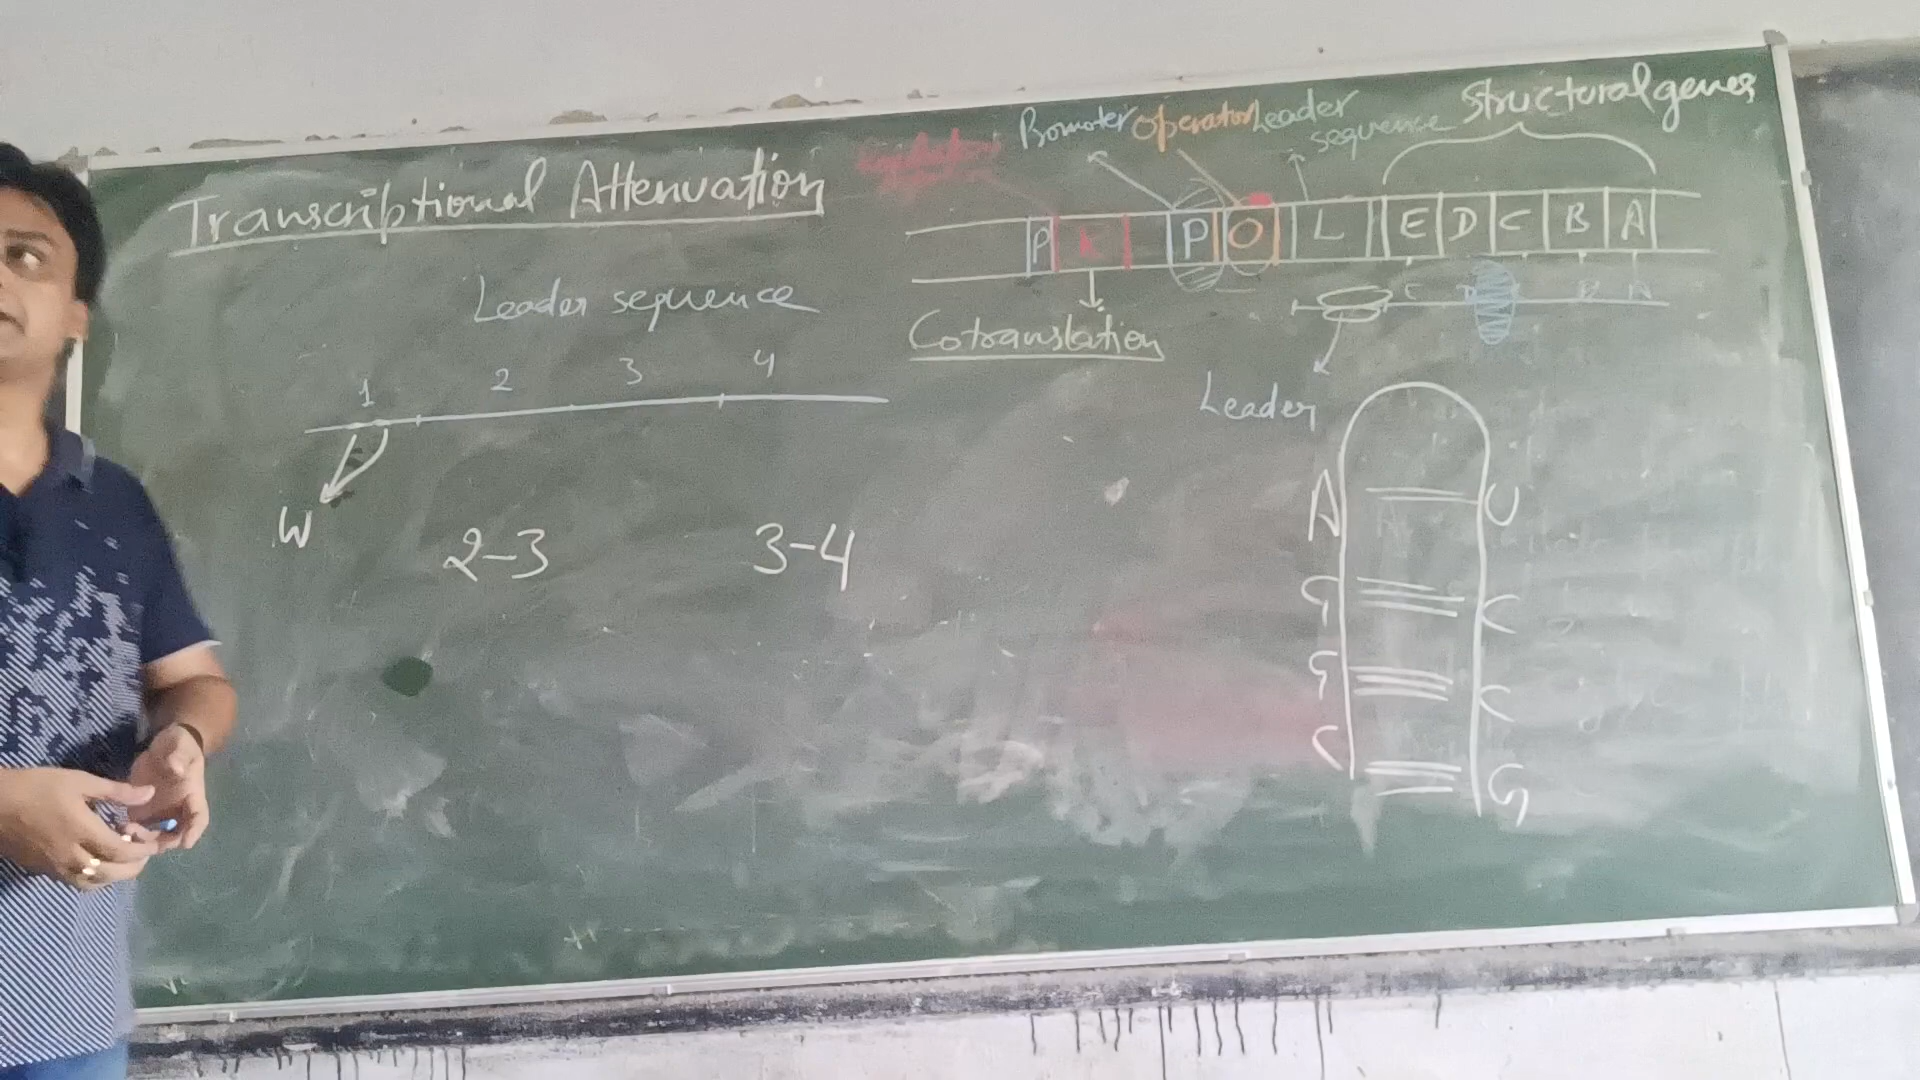 Transcriptional Attenuation
Leader sequence
1 2 3 4
W
2-3 3-4
Promoter Operator Leader
sequence
Structural genes
P R P O L E D C B A
E D B A
Cotranslation
Leader
A U
G C
G C
C G